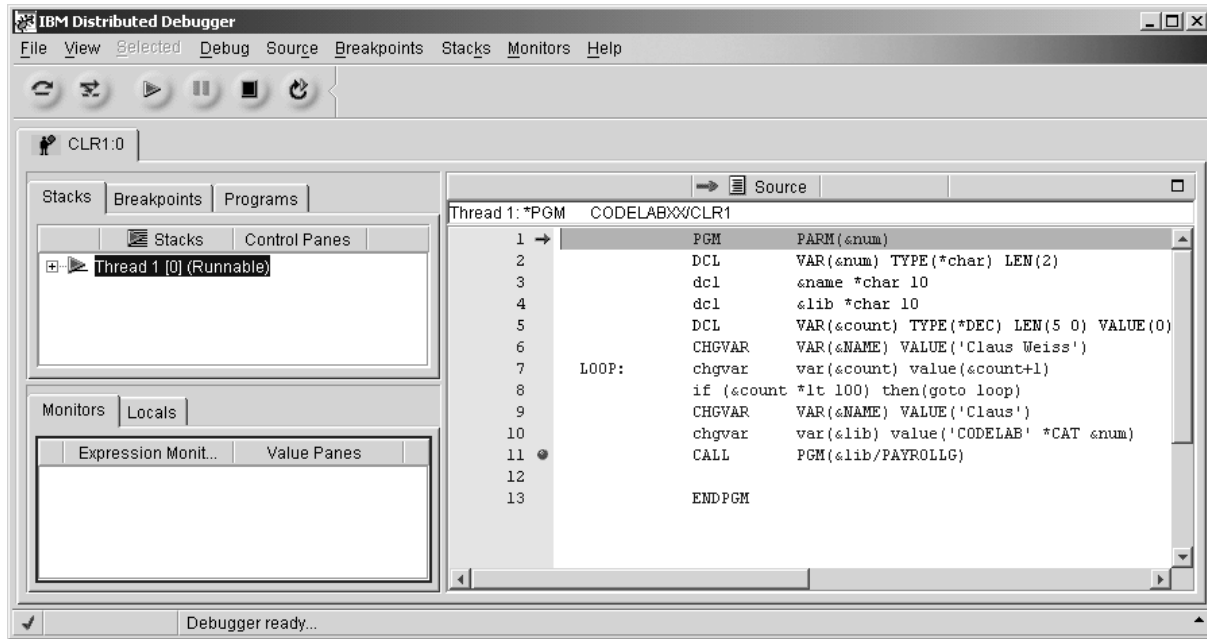 IBM Distributed Debugger
File View Selected Debug Source Breakpoints Stacks Monitors Help
CLR1:0
Stacks Breakpoints Programs
Stacks Control Panes
Thread 1 [0] (Runnable)
Monitors Locals
Expression Monit... Value Panes
Source
Thread 1: *PGM CODELABXX/CLR1
1 PGM PARM(&num)
2 DCL VAR(&num) TYPE(*char) LEN(2)
3 dcl &name *char 10
4 dcl &lib *char 10
5 DCL VAR(&count) TYPE(*DEC) LEN(5 0) VALUE(0)
6 CHGVAR VAR(&NAME) VALUE('Claus Weiss')
7 LOOP: chgvar var(&count) value(&count+1)
8 if (&count *lt 100) then(goto loop)
9 CHGVAR VAR(&NAME) VALUE('Claus')
10 chgvar var(&lib) value('CODELAB' *CAT &num)
11 CALL PGM(&lib/PAYROLLG)
12
13 ENDPGM
Debugger ready...